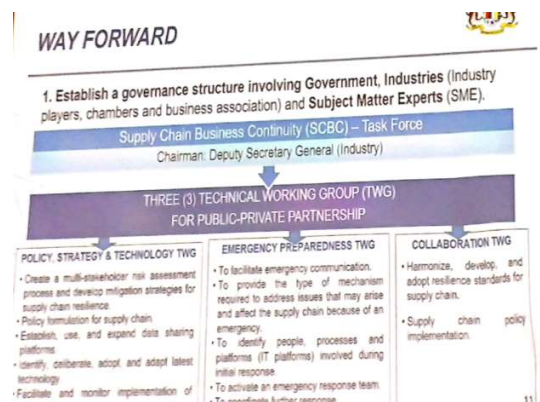 WAY FORWARD
1. Establish a governance structure involving Government, Industries (Industry
players, chambers and business association) and Subject Matter Experts (SME).
Supply Chain Business Continuity (SCBC) – Task Force
Chairman: Deputy Secretary General (Industry)
THREE (3) TECHNICAL WORKING GROUP (TWG)
FOR PUBLIC-PRIVATE PARTNERSHIP
POLICY, STRATEGY & TECHNOLOGY TWG
• Create a multi-stakeholder risk assessment
process and develop mitigation strategies for
supply chain resilience.
• Policy formulation for supply chain.
• Establish, use, and expand data sharing
platforms.
• Identify, deliberate, adopt, and adapt latest
technology
• Facilitate and monitor implementation of
EMERGENCY PREPAREDNESS TWG
• To facilitate emergency communication.
• To provide the type of mechanism
required to address issues that may arise
and affect the supply chain because of an
emergency.
• To identify people, processes and
platforms (IT platforms) involved during
initial response.
• To activate an emergency response team.
• To coordinate further response
COLLABORATION TWG
• Harmonize, develop, and
adopt resilience standards for
supply chain.
• Supply chain policy
implementation.
11